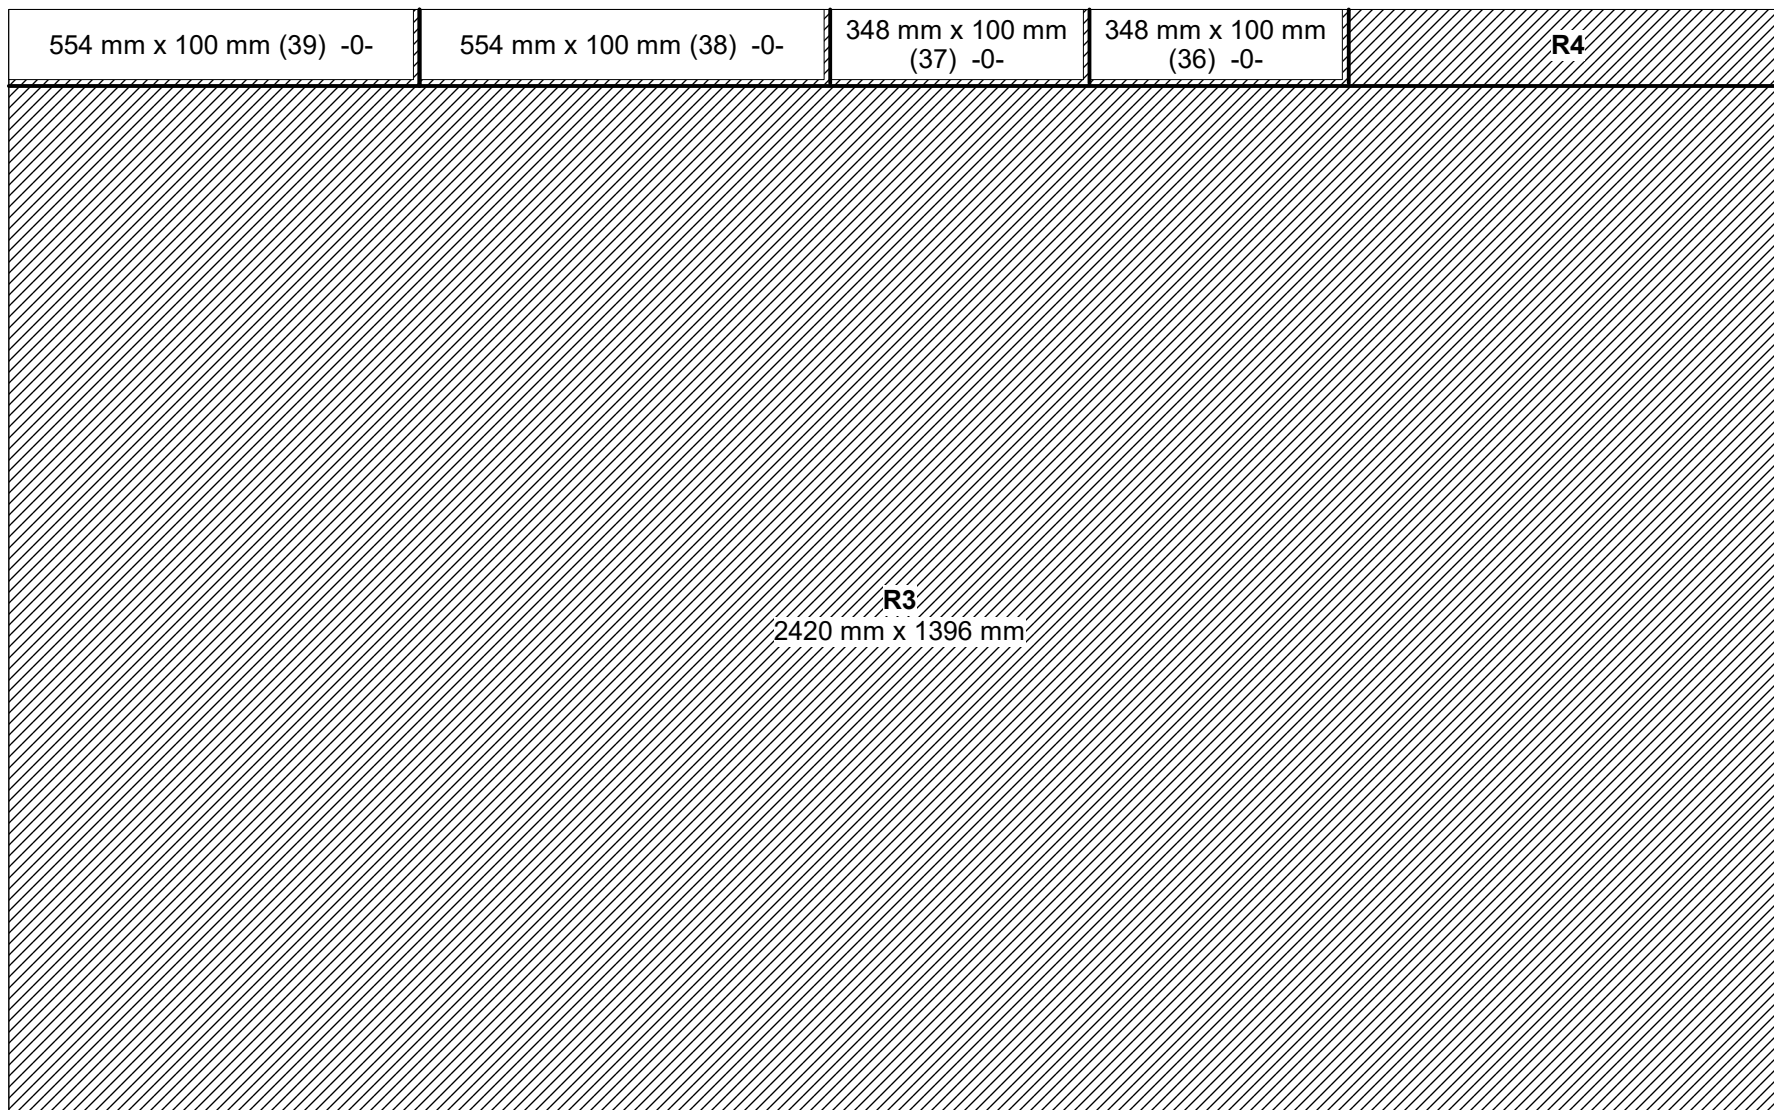 554 mm x 100 mm (39)  -0-
554 mm x 100 mm (38)  -0-
348 mm x 100 mm
(37)  -0-
348 mm x 100 mm
(36)  -0-
R4
R3
2420 mm x 1396 mm